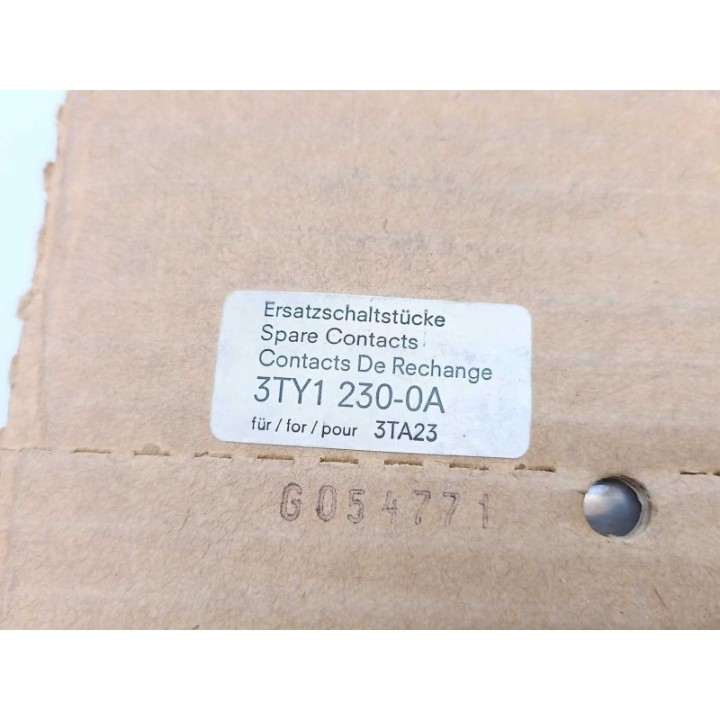 Ersatzschaltstücke
Spare Contacts
Contacts De Rechange
3TY1 230-0A
für / for / pour 3TA23
G054771